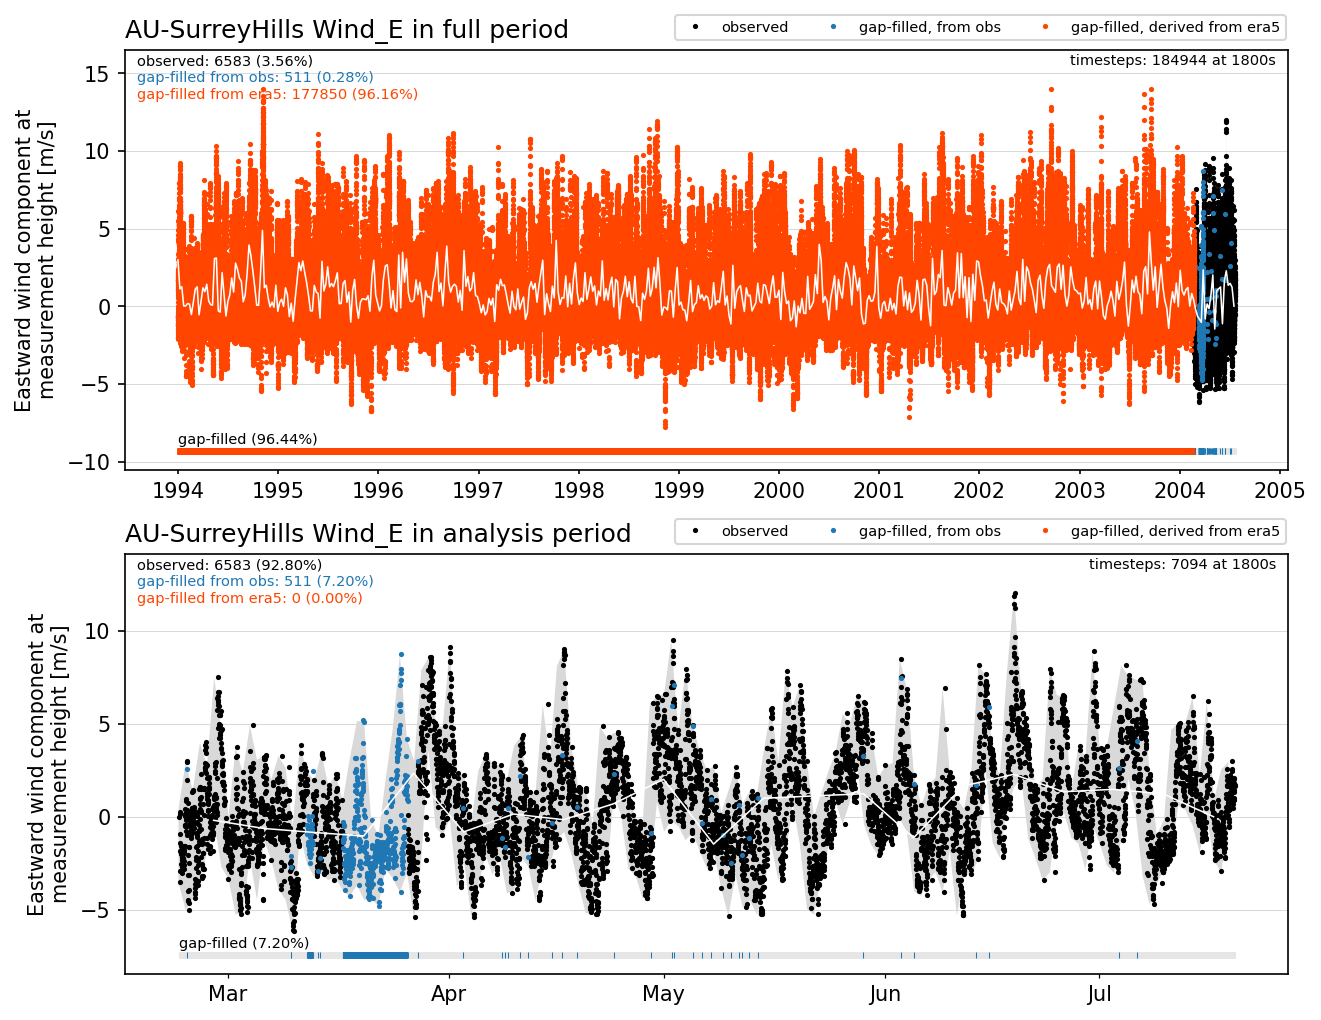 AU-SurreyHills Wind_E in full period
observed
gap-filled, from obs
gap-filled, derived from era5
observed: 6583 (3.56%)
gap-filled from obs: 511 (0.28%)
gap-filled from era5: 177850 (96.16%)
timesteps: 184944 at 1800s
Eastward wind component at
measurement height [m/s]
15
10
5
0
−5
−10
gap-filled (96.44%)
1994 1995 1996 1997 1998 1999 2000 2001 2002 2003 2004 2005
AU-SurreyHills Wind_E in analysis period
observed
gap-filled, from obs
gap-filled, derived from era5
observed: 6583 (92.80%)
gap-filled from obs: 511 (7.20%)
gap-filled from era5: 0 (0.00%)
timesteps: 7094 at 1800s
Eastward wind component at
measurement height [m/s]
10
5
0
−5
gap-filled (7.20%)
Mar Apr May Jun Jul